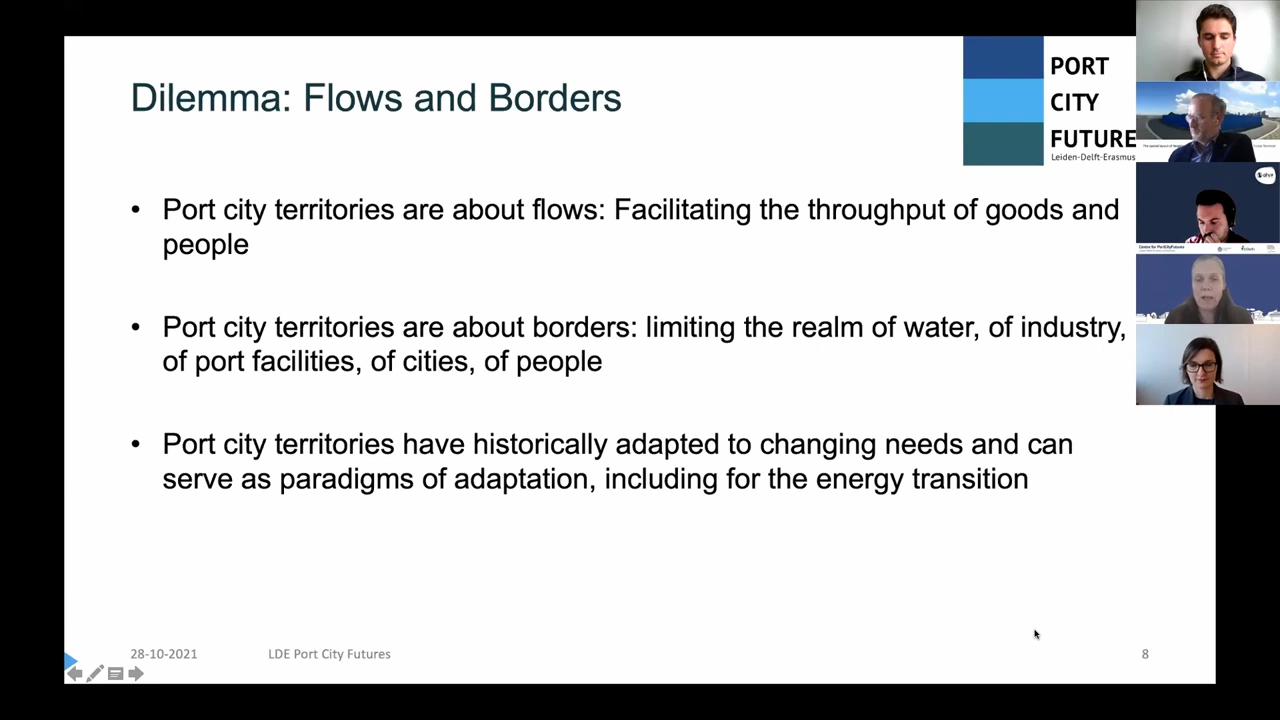 Dilemma: Flows and Borders
PORT
CITY
FUTURE
Leiden-Delft-Erasmus
• Port city territories are about flows: Facilitating the throughput of goods and
people
• Port city territories are about borders: limiting the realm of water, of industry,
of port facilities, of cities, of people
• Port city territories have historically adapted to changing needs and can
serve as paradigms of adaptation, including for the energy transition
28-10-2021
LDE Port City Futures
8
Centre for PortCityFutures